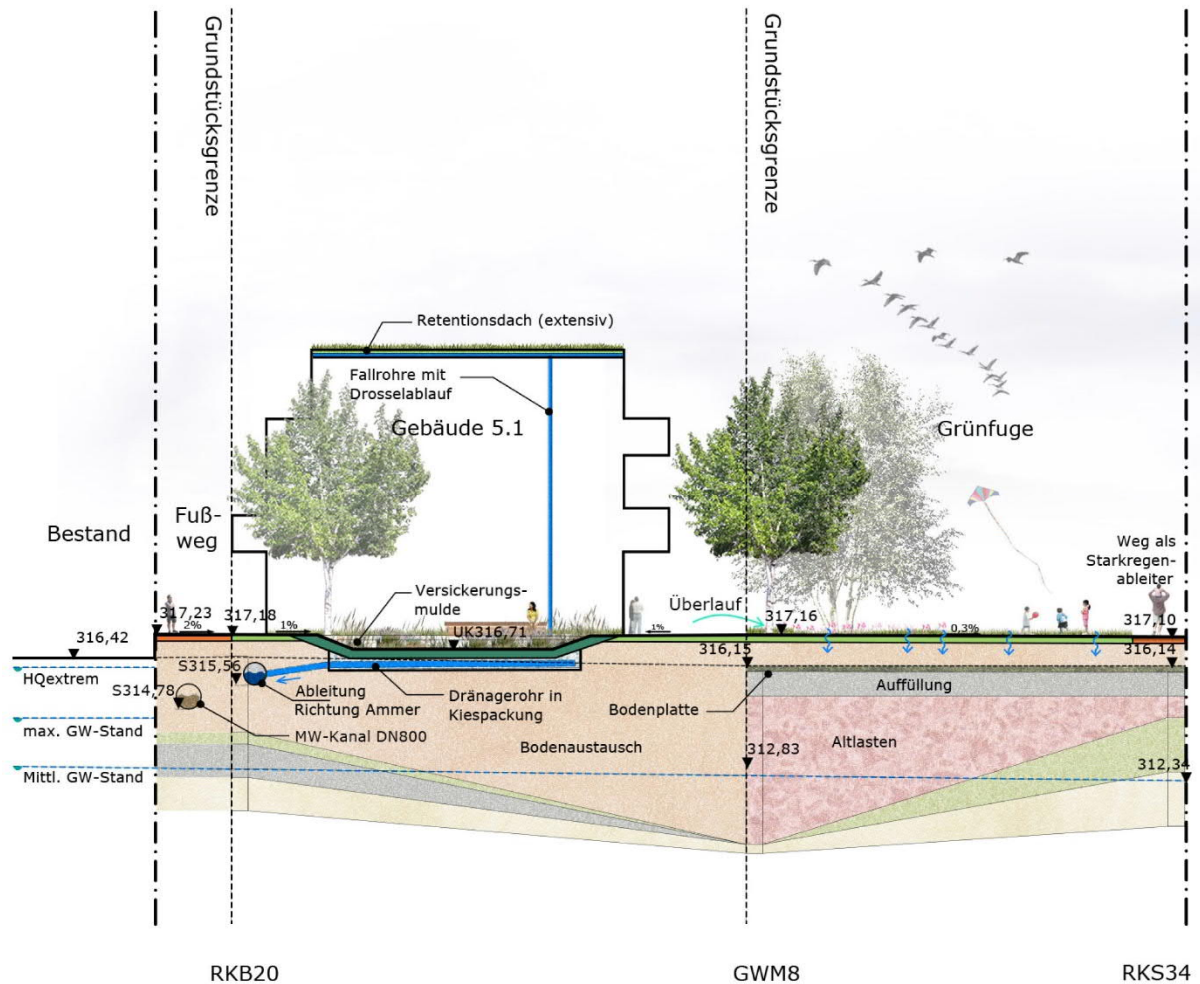 Grundstücksgrenze
Grundstücksgrenze
Retentionsdach (extensiv)
Fallrohre mit
Drosselablauf
Gebäude 5.1
Grünfuge
Bestand
Fuß-
weg
Weg als
Starkregen-
ableiter
Versickerungs-
mulde
Überlauf
317,23
317,18
317,16
317,10
2%
1%
UK316,71
1%
0,3%
316,42
316,15
316,14
HQextrem
S315,56
S314,78
Ableitung
Richtung Ammer
Dränagerohr in
Kiespackung
Bodenplatte
Auffüllung
max. GW-Stand
MW-Kanal DN800
Bodenaustausch
Altlasten
312,83
312,34
Mittl. GW-Stand
RKB20
GWM8
RKS34